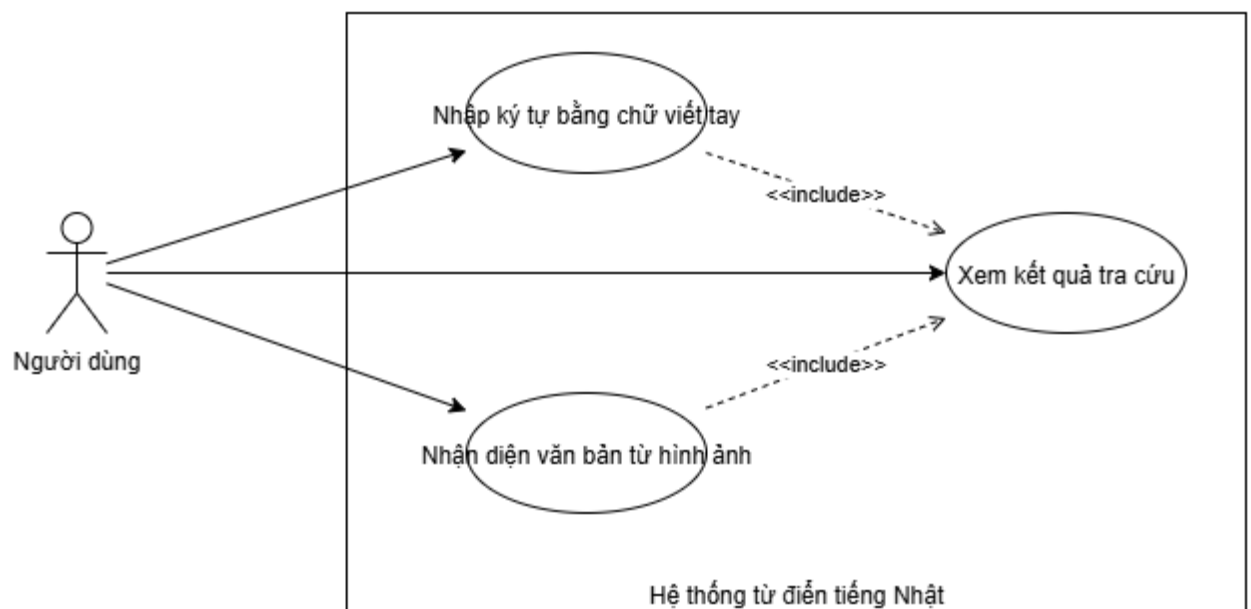 Nhập ký tự bằng chữ viết tay
<<include>>
Xem kết quả tra cứu
Người dùng
<<include>>
Nhận diện văn bản từ hình ảnh
Hệ thống từ điển tiếng Nhật